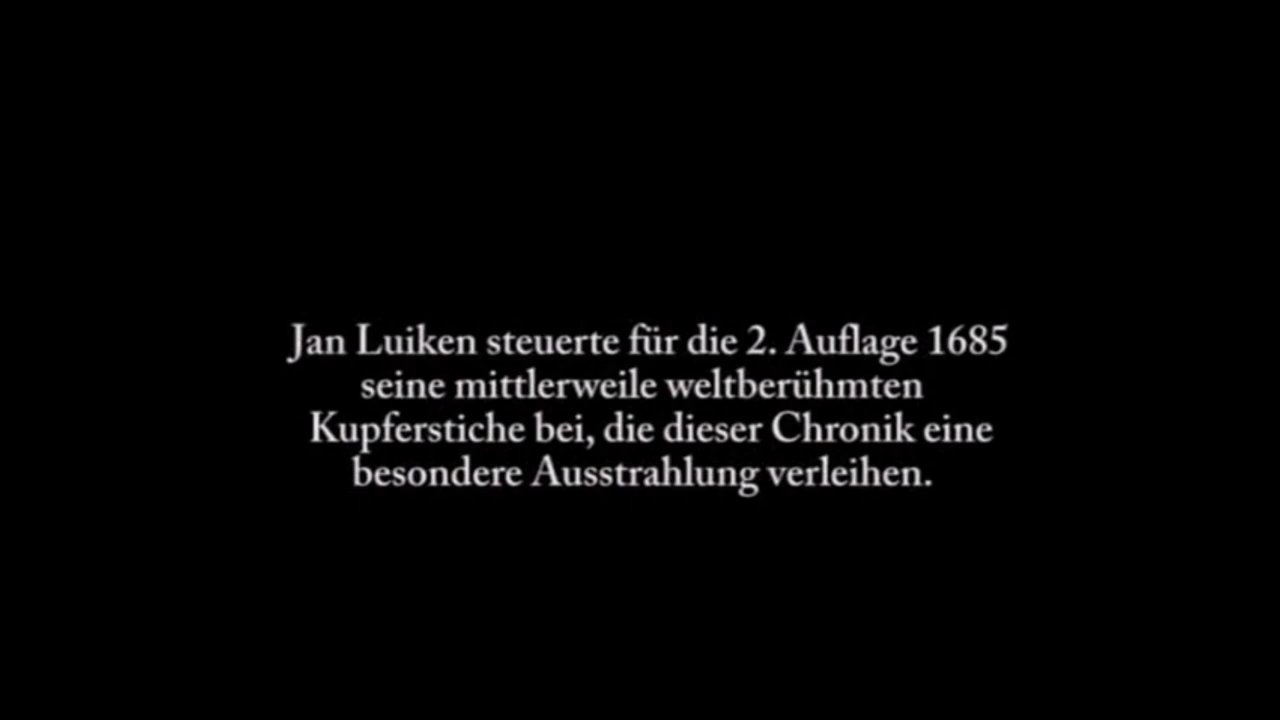 Jan Luiken steuerte für die 2. Auflage 1685
seine mittlerweile weltberühmten
Kupferstiche bei, die dieser Chronik eine
besondere Ausstrahlung verleihen.